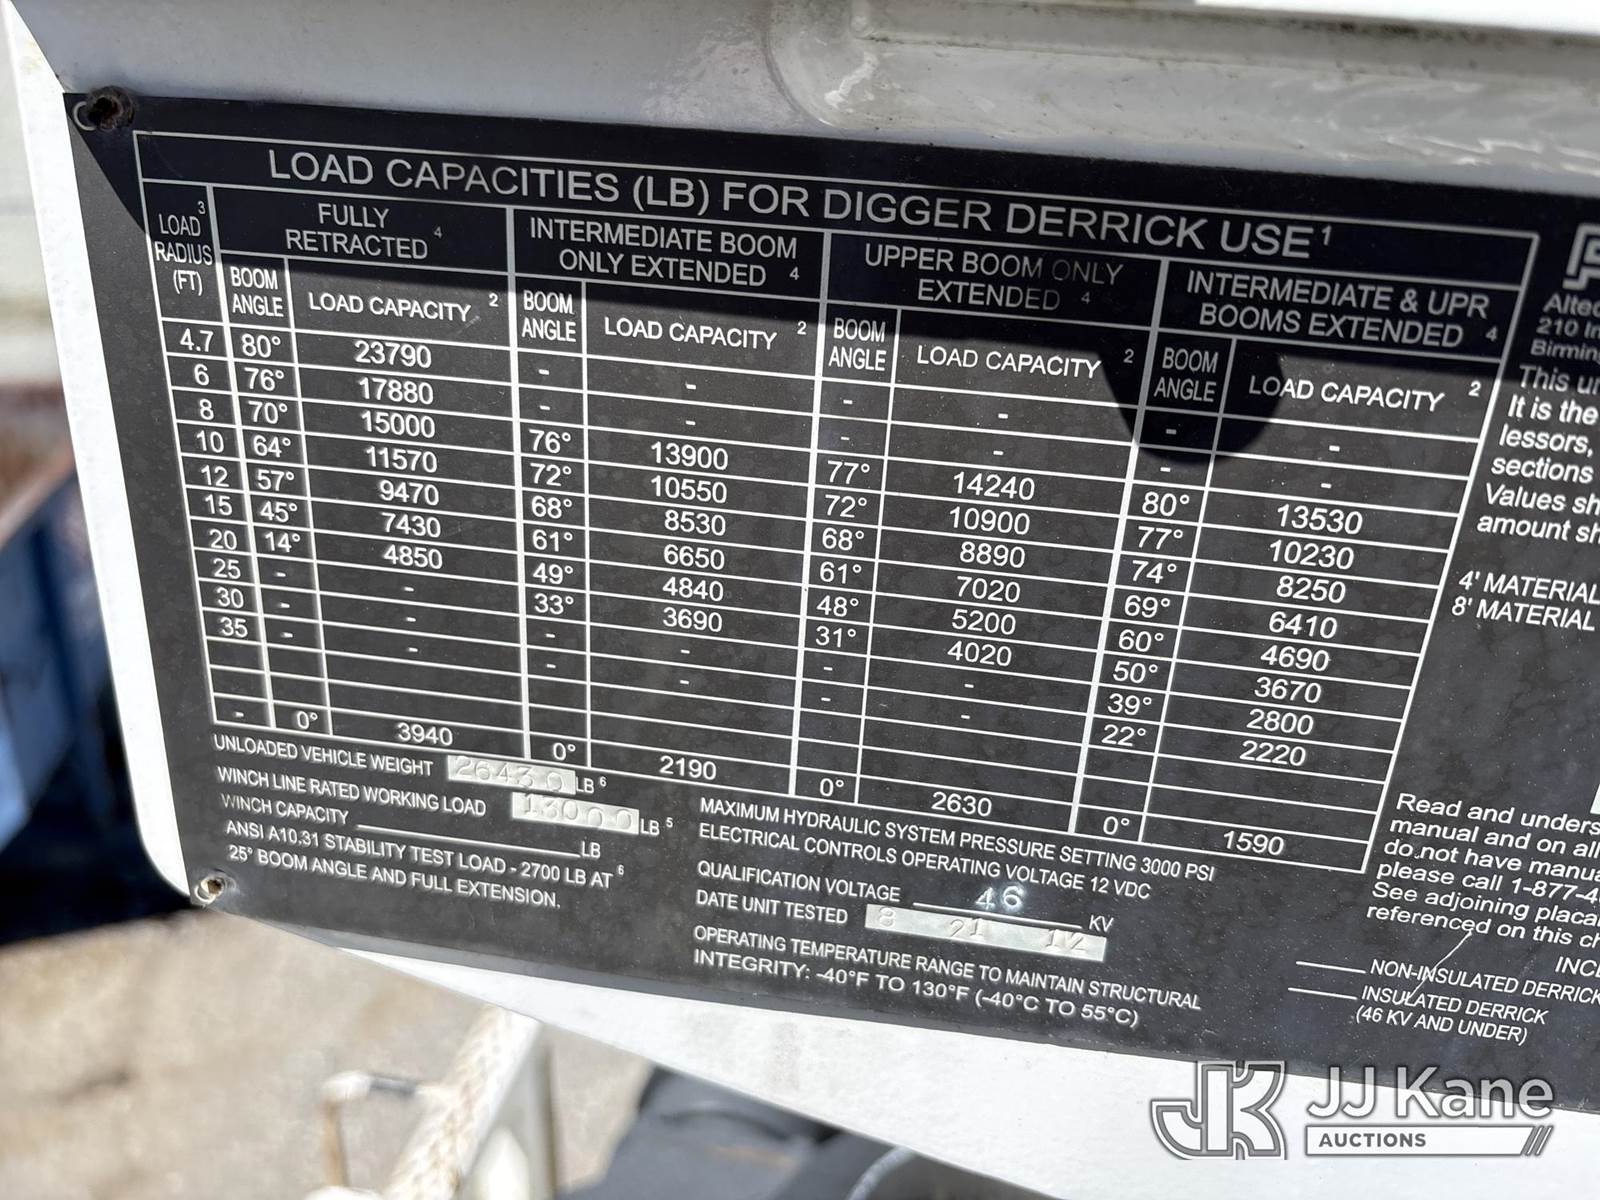 LOAD CAPACITIES (LB) FOR DIGGER DERRICK USE 1
LOAD 3 RADIUS (FT)
FULLY RETRACTED 4
INTERMEDIATE BOOM ONLY EXTENDED 4
UPPER BOOM ONLY EXTENDED 4
INTERMEDIATE & UPR BOOMS EXTENDED 4
BOOM ANGLE LOAD CAPACITY 2 BOOM ANGLE LOAD CAPACITY 2 BOOM ANGLE LOAD CAPACITY 2 BOOM ANGLE LOAD CAPACITY 2
4.7 80° 23790 - - - - - -
6 76° 17880 - - - - - -
8 70° 15000 76° 13900 77° 14240 80° 13530
10 64° 11570 72° 10550 72° 10900 77° 10230
12 57° 9470 68° 8530 68° 8890 74° 8250
15 45° 7430 61° 6650 61° 7020 69° 6410
20 14° 4850 49° 4840 48° 5200 60° 4690
25 - - 33° 3690 31° 4020 50° 3670
30 - - - - - - 39° 2800
35 - - - - - - 22° 2220
- 0° 3940 0° 2190 0° 2630 0° 1590
UNLOADED VEHICLE WEIGHT 26430 LB 6
WINCH LINE RATED WORKING LOAD 13000 LB 5
WINCH CAPACITY LB
ANSI A10.31 STABILITY TEST LOAD - 2700 LB AT 6
25° BOOM ANGLE AND FULL EXTENSION.
MAXIMUM HYDRAULIC SYSTEM PRESSURE SETTING 3000 PSI
ELECTRICAL CONTROLS OPERATING VOLTAGE 12 VDC
QUALIFICATION VOLTAGE 46 KV
DATE UNIT TESTED 8 21 12
OPERATING TEMPERATURE RANGE TO MAINTAIN STRUCTURAL
INTEGRITY: -40°F TO 130°F (-40°C TO 55°C)
Altec
210 In
Birming
This un
It is the
lessors,
sections
Values sh
amount sh
4' MATERIAL
8' MATERIAL
Read and unders
manual and on all
do not have manua
please call 1-877-4
See adjoining placa
referenced on this ch
INCL
NON-INSULATED DERRICK
INSULATED DERRICK
(46 KV AND UNDER)
JK JJ Kane
AUCTIONS